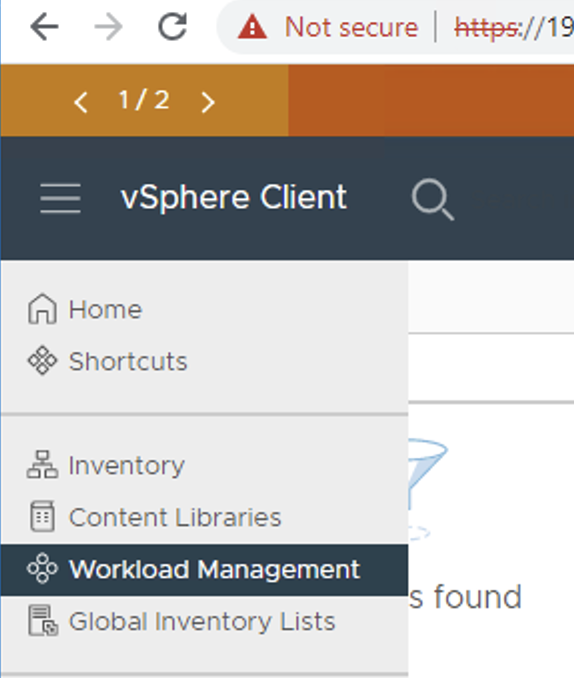 Not secure https://19
1 / 2
vSphere Client
Home
Shortcuts
Inventory
Content Libraries
Workload Management
s found
Global Inventory Lists